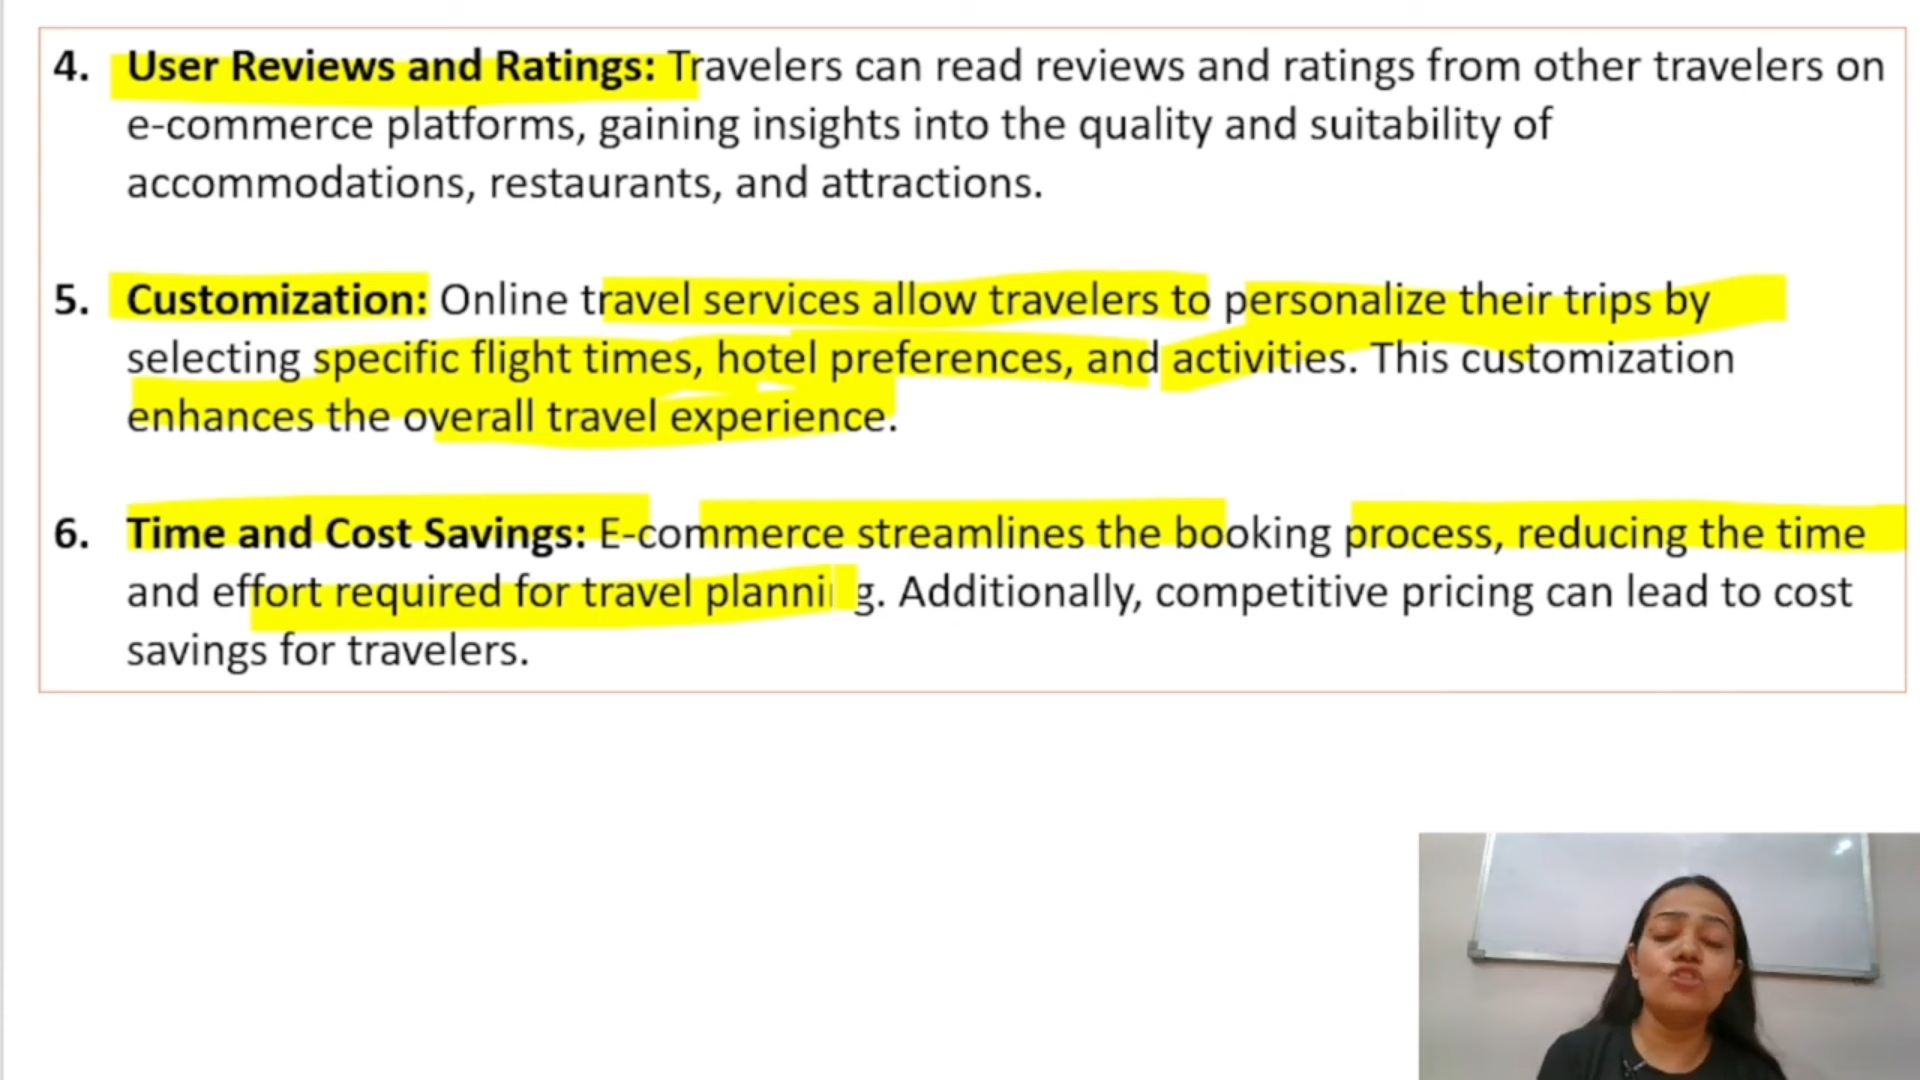 4. User Reviews and Ratings: Travelers can read reviews and ratings from other travelers on
e-commerce platforms, gaining insights into the quality and suitability of
accommodations, restaurants, and attractions.
5. Customization: Online travel services allow travelers to personalize their trips by
selecting specific flight times, hotel preferences, and activities. This customization
enhances the overall travel experience.
6. Time and Cost Savings: E-commerce streamlines the booking process, reducing the time
and effort required for travel planning. Additionally, competitive pricing can lead to cost
savings for travelers.